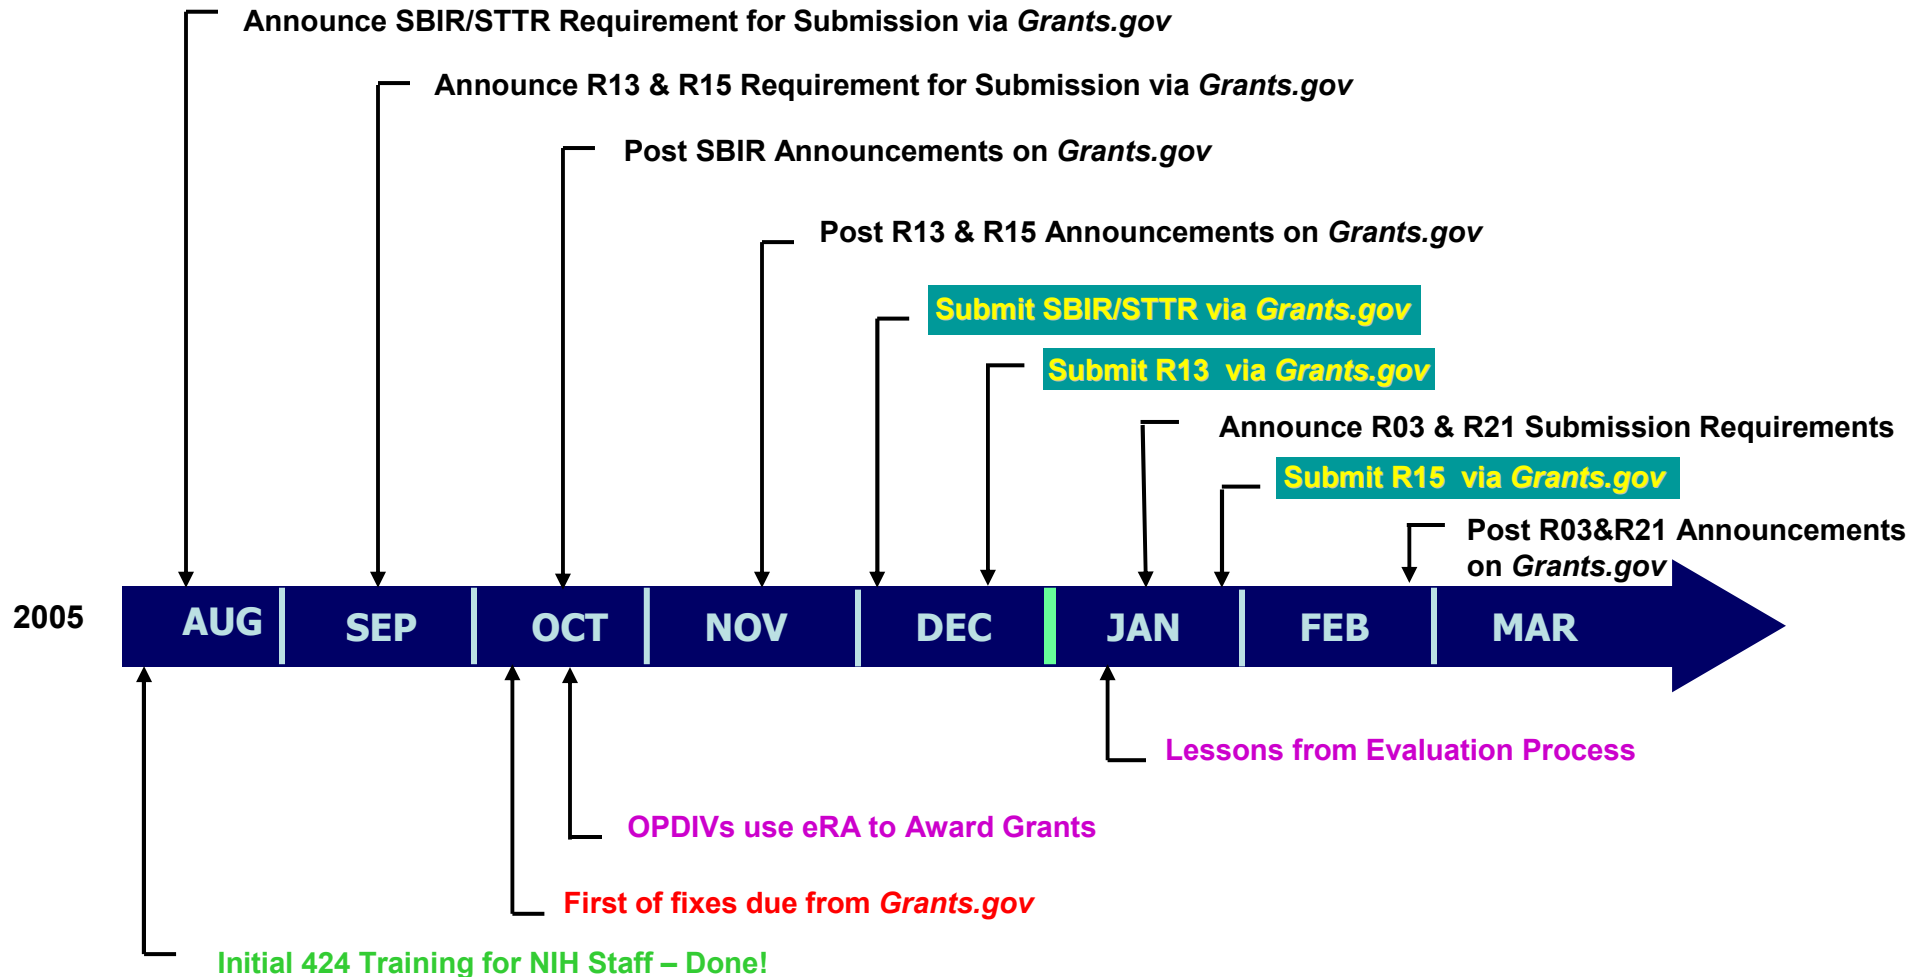 Announce SBIR/STTR Requirement for Submission via Grants.gov
Announce R13 & R15 Requirement for Submission via Grants.gov
Post SBIR Announcements on Grants.gov
Post R13 & R15 Announcements on Grants.gov
Submit SBIR/STTR via Grants.gov
Submit R13  via Grants.gov
Announce R03 & R21 Submission Requirements
Submit R15  via Grants.gov
Post R03&R21 Announcements
on Grants.gov
2005
AUG SEP OCT NOV DEC JAN FEB MAR
Lessons from Evaluation Process
OPDIVs use eRA to Award Grants
First of fixes due from Grants.gov
Initial 424 Training for NIH Staff – Done!